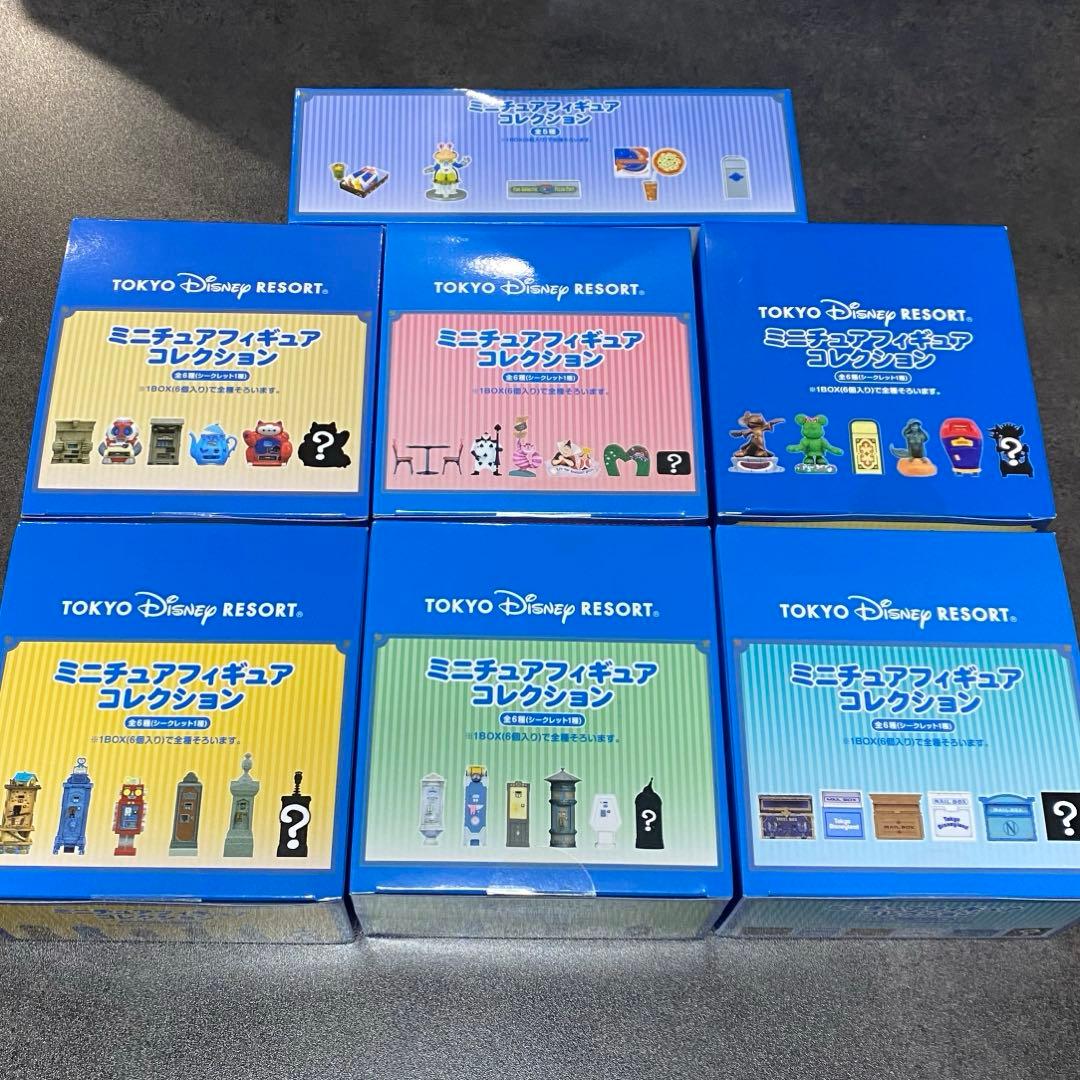 ミニチュアフィギュア
コレクション
全5種
Pan Galactic Pizza Port
TOKYO Disney RESORT®
ミニチュアフィギュア
コレクション
全6種(シークレット1種)
※1BOX(6個入り)で全種そろいます。
?
TOKYO Disney RESORT®
ミニチュアフィギュア
コレクション
全6種(シークレット1種)
※1BOX(6個入り)で全種そろいます。
?
TOKYO Disney RESORT®
ミニチュアフィギュア
コレクション
全6種(シークレット1種)
※1BOX(6個入り)で全種そろいます。
?
TOKYO Disney RESORT®
ミニチュアフィギュア
コレクション
全6種(シークレット1種)
※1BOX(6個入り)で全種そろいます。
?
TOKYO Disney RESORT®
ミニチュアフィギュア
コレクション
全6種(シークレット1種)
※1BOX(6個入り)で全種そろいます。
?
TOKYO Disney RESORT®
ミニチュアフィギュア
コレクション
全6種(シークレット1種)
※1BOX(6個入り)で全種そろいます。
MAIL BOX
Tokyo
Disneyland
MAIL BOX
MAIL BOX
Tokyo
Disneyland
MAIL BOX
N
?